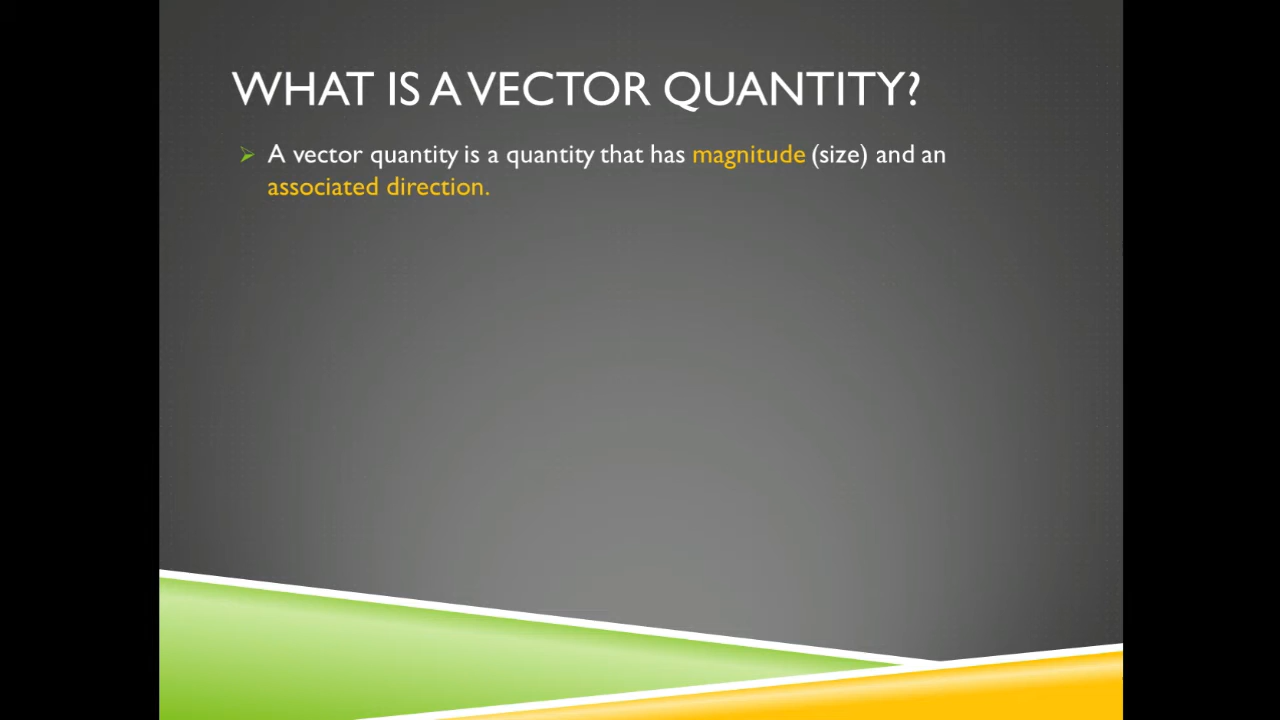 WHAT IS A VECTOR QUANTITY?
A vector quantity is a quantity that has magnitude (size) and an
associated direction.